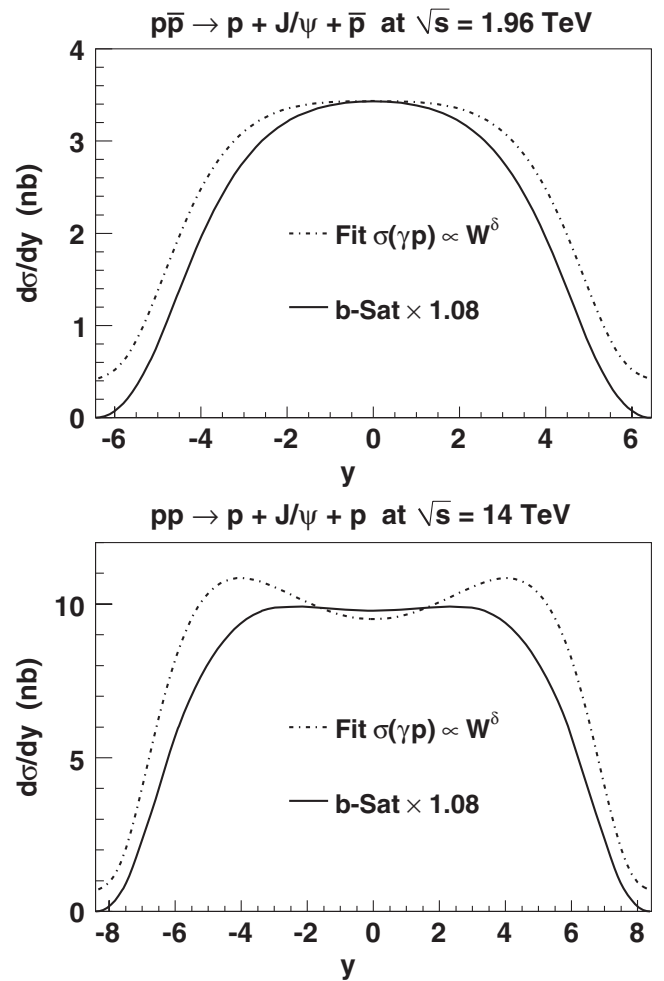 pp̅ → p + J/ψ + p̅ at √s = 1.96 TeV
4
3
2
1
0
dσ/dy (nb)
Fit σ(γp) ∝ W^δ
b-Sat × 1.08
-6 -4 -2 0 2 4 6
y
pp → p + J/ψ + p at √s = 14 TeV
10
5
0
dσ/dy (nb)
Fit σ(γp) ∝ W^δ
b-Sat × 1.08
-8 -6 -4 -2 0 2 4 6 8
y